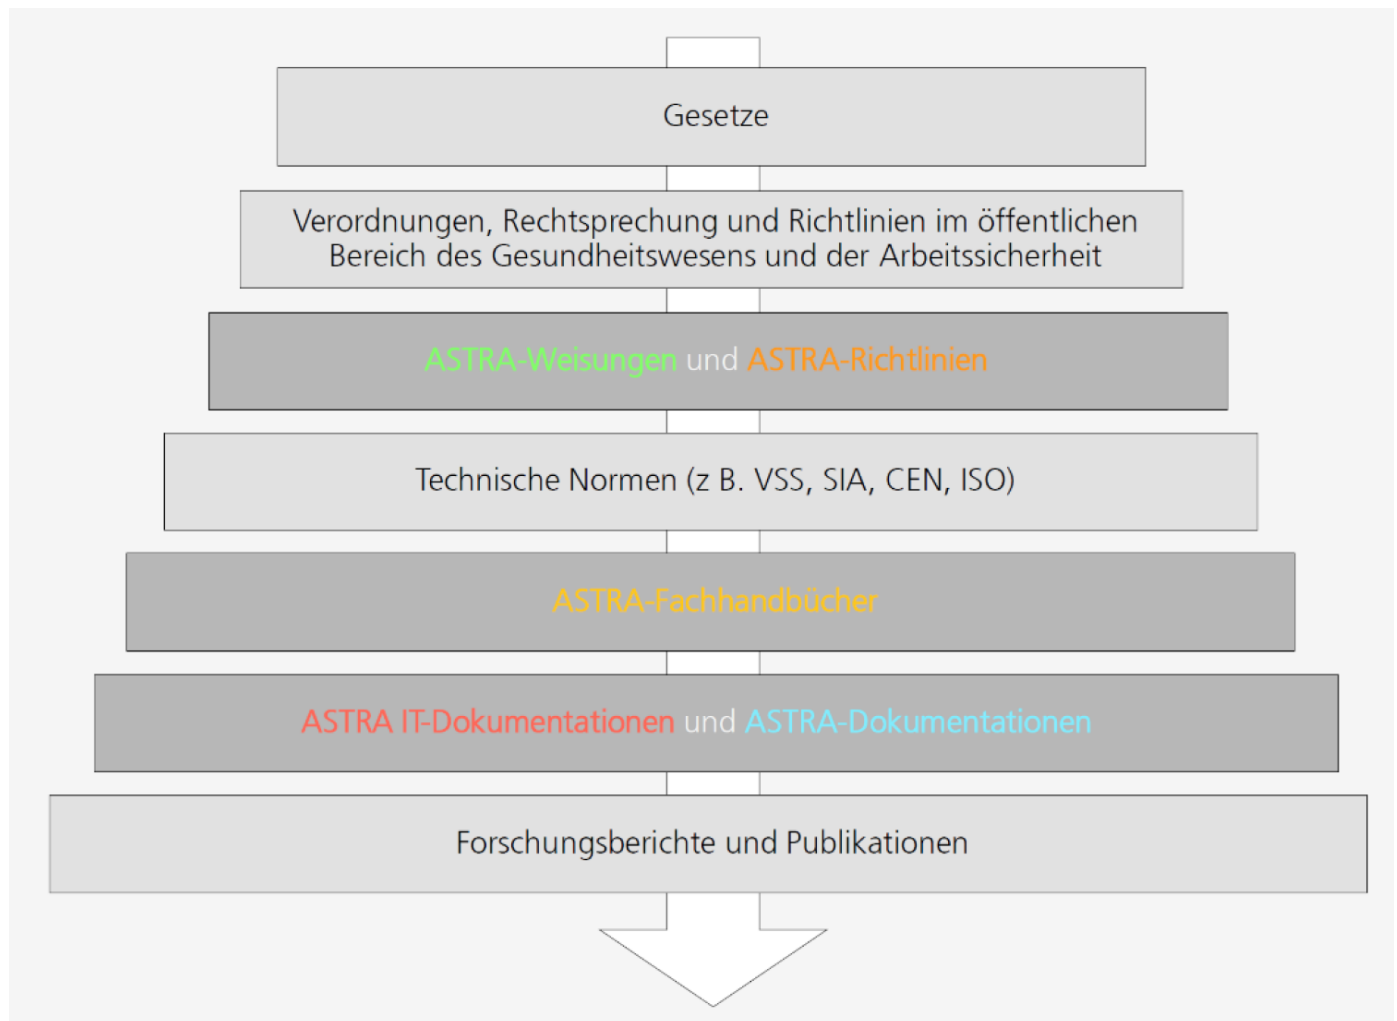 Gesetze
Verordnungen, Rechtsprechung und Richtlinien im öffentlichen
Bereich des Gesundheitswesens und der Arbeitssicherheit
ASTRA-Weisungen und ASTRA-Richtlinien
Technische Normen (z B. VSS, SIA, CEN, ISO)
ASTRA-Fachhandbücher
ASTRA IT-Dokumentationen und ASTRA-Dokumentationen
Forschungsberichte und Publikationen